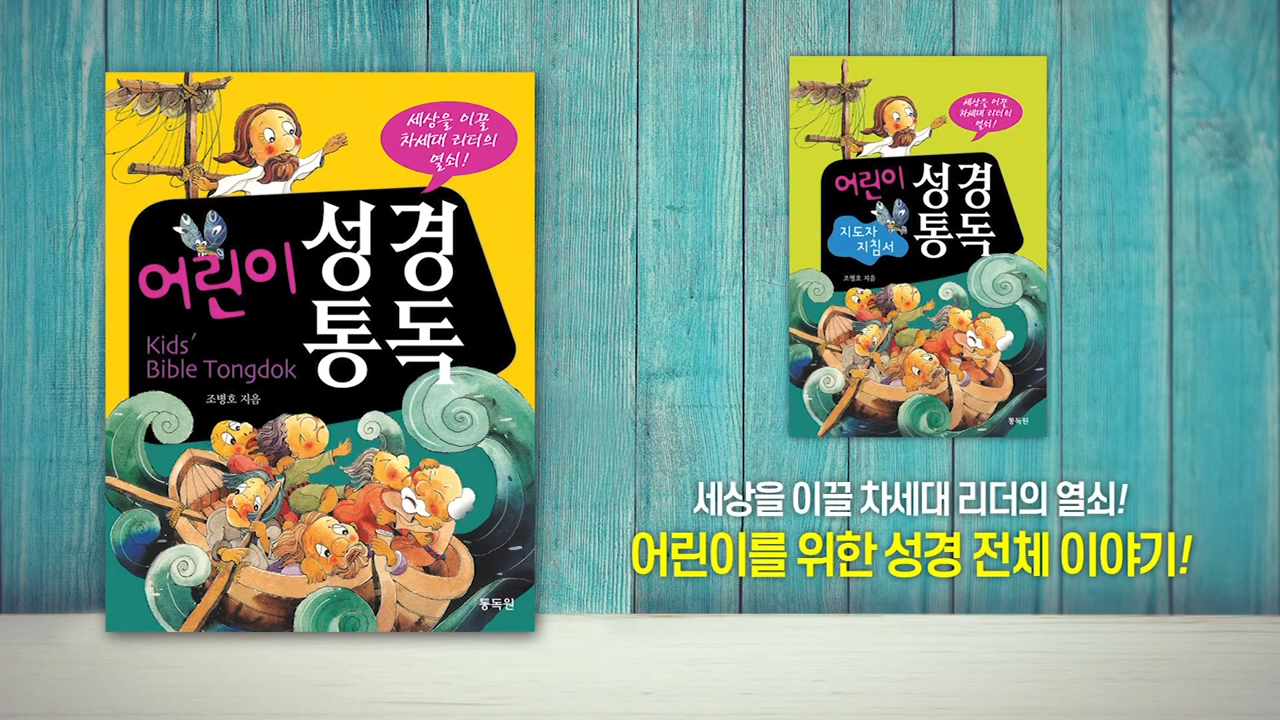 세상을 이끌
차세대 리더의
열쇠!
어린이
성경
통독
Kids'
Bible Tongdok
조병호 지음
통독원
세상을 이끌
차세대 리더의
열쇠!
어린이
성경
통독
지도자
지침서
조병호 지음
통독원
세상을 이끌 차세대 리더의 열쇠!
어린이를 위한 성경 전체 이야기!